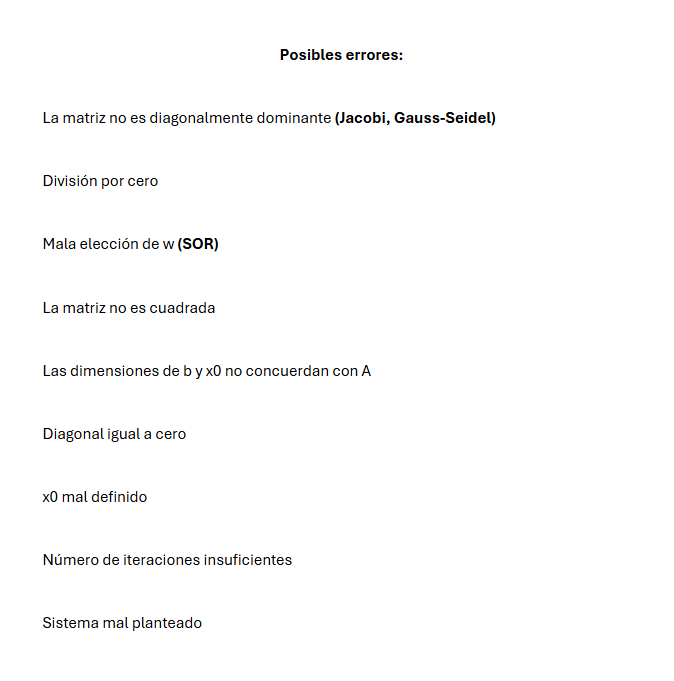 Posibles errores:
La matriz no es diagonalmente dominante (Jacobi, Gauss-Seidel)
División por cero
Mala elección de w (SOR)
La matriz no es cuadrada
Las dimensiones de b y x0 no concuerdan con A
Diagonal igual a cero
x0 mal definido
Número de iteraciones insuficientes
Sistema mal planteado